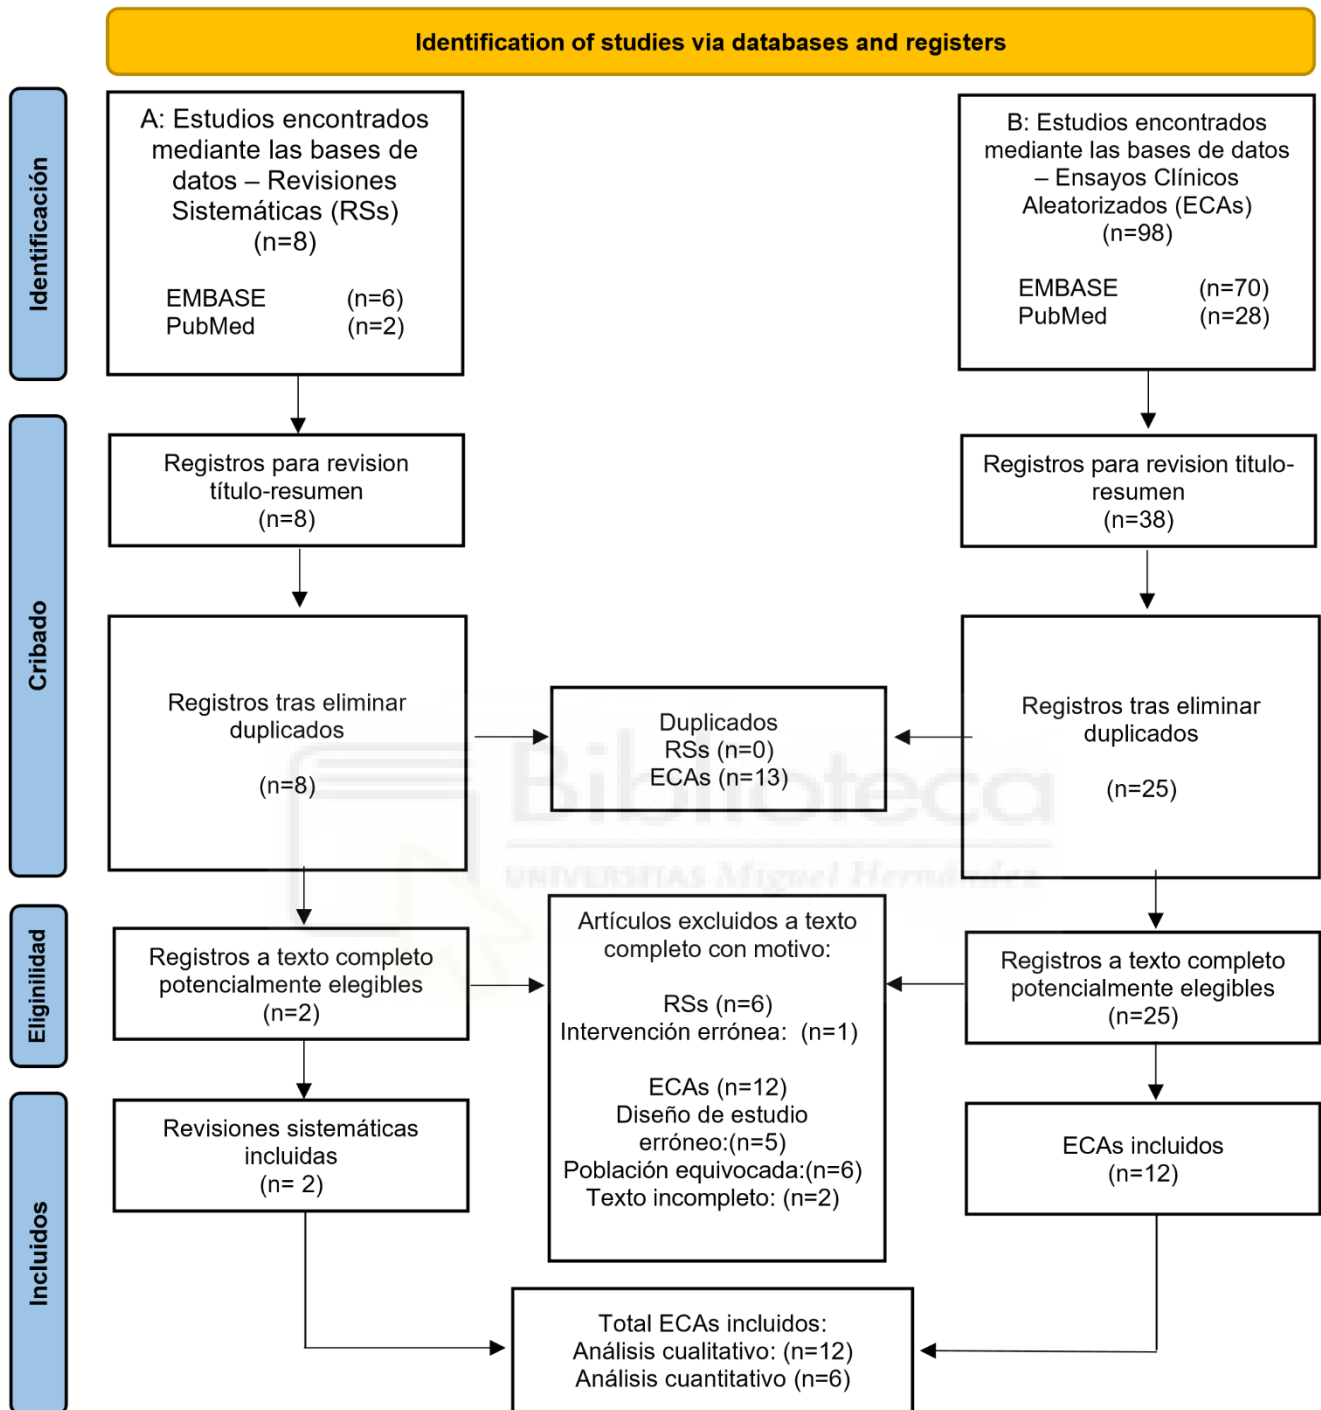 Identification of studies via databases and registers
Identificación
A: Estudios encontrados
mediante las bases de
datos – Revisiones
Sistemáticas (RSs)
(n=8)
EMBASE (n=6)
PubMed (n=2)
B: Estudios encontrados
mediante las bases de datos
– Ensayos Clínicos
Aleatorizados (ECAs)
(n=98)
EMBASE (n=70)
PubMed (n=28)
Cribado
Registros para revision
título-resumen
(n=8)
Registros para revision titulo-
resumen
(n=38)
Registros tras eliminar
duplicados
(n=8)
Duplicados
RSs (n=0)
ECAs (n=13)
Registros tras eliminar
duplicados
(n=25)
Biblioteca
UNIVERSITAS Miguel Hernández
Eliginilidad
Registros a texto completo
potencialmente elegibles
(n=2)
Artículos excluidos a texto
completo con motivo:
RSs (n=6)
Intervención errónea: (n=1)
ECAs (n=12)
Diseño de estudio
erróneo:(n=5)
Población equivocada:(n=6)
Texto incompleto: (n=2)
Registros a texto completo
potencialmente elegibles
(n=25)
Incluidos
Revisiones sistemáticas
incluidas
(n= 2)
ECAs incluidos
(n=12)
Total ECAs incluidos:
Análisis cualitativo: (n=12)
Análisis cuantitativo (n=6)